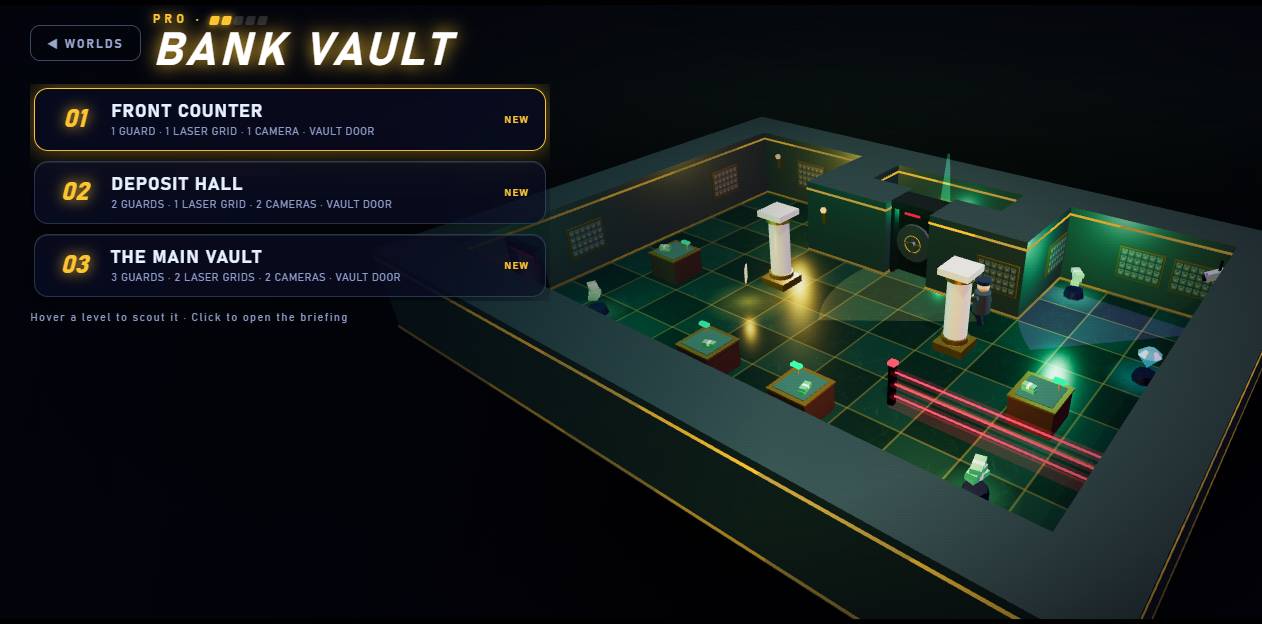 PRO ·
◀ WORLDS
BANK VAULT
01
FRONT COUNTER
1 GUARD · 1 LASER GRID · 1 CAMERA · VAULT DOOR
NEW
02
DEPOSIT HALL
2 GUARDS · 1 LASER GRID · 2 CAMERAS · VAULT DOOR
NEW
03
THE MAIN VAULT
3 GUARDS · 2 LASER GRIDS · 2 CAMERAS · VAULT DOOR
NEW
Hover a level to scout it · Click to open the briefing